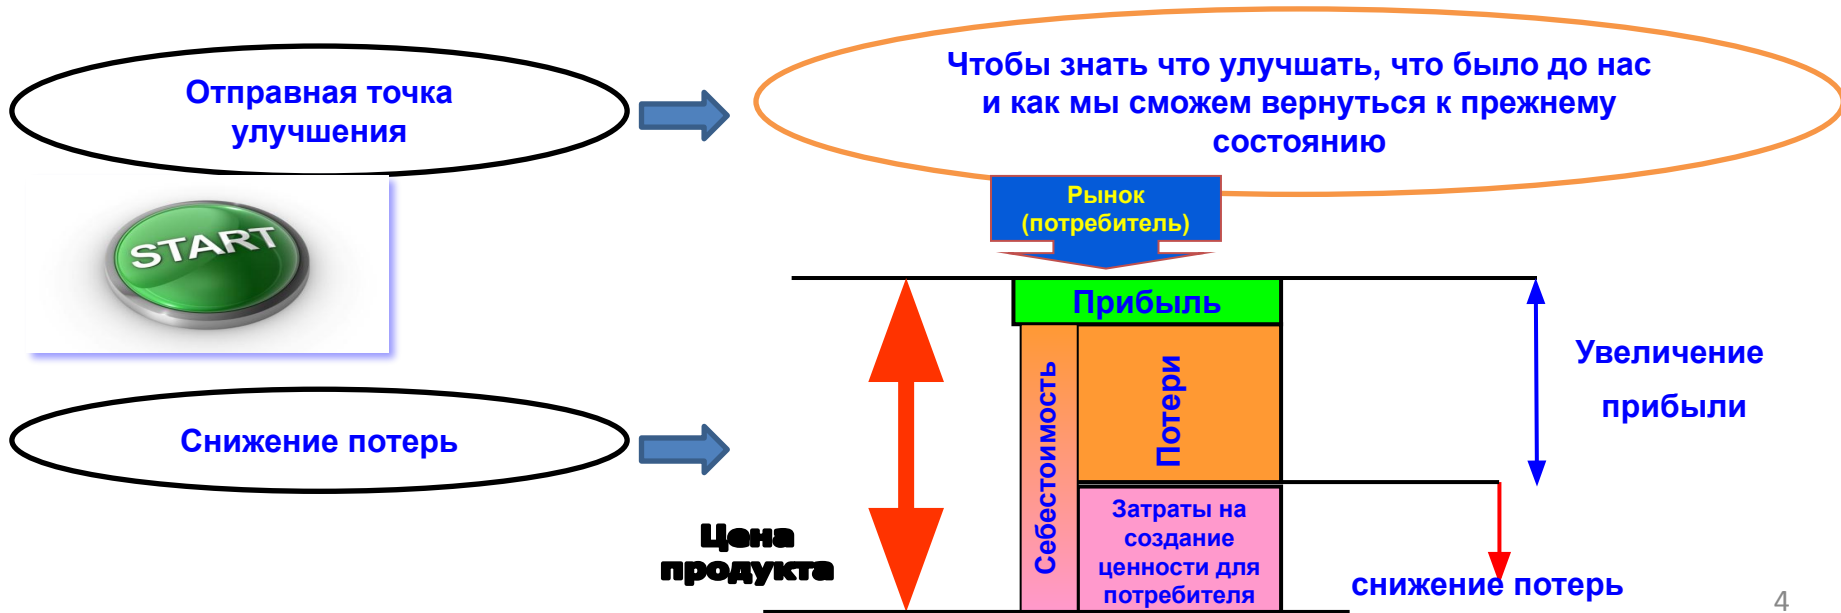 Отправная точка
улучшения
Чтобы знать что улучшать, что было до нас
и как мы сможем вернуться к прежнему
состоянию
START
Рынок
(потребитель)
Прибыль
Себестоимость
Потери
Увеличение
прибыли
Снижение потерь
Цена
продукта
Затраты на
создание
ценности для
потребителя
снижение потерь
4